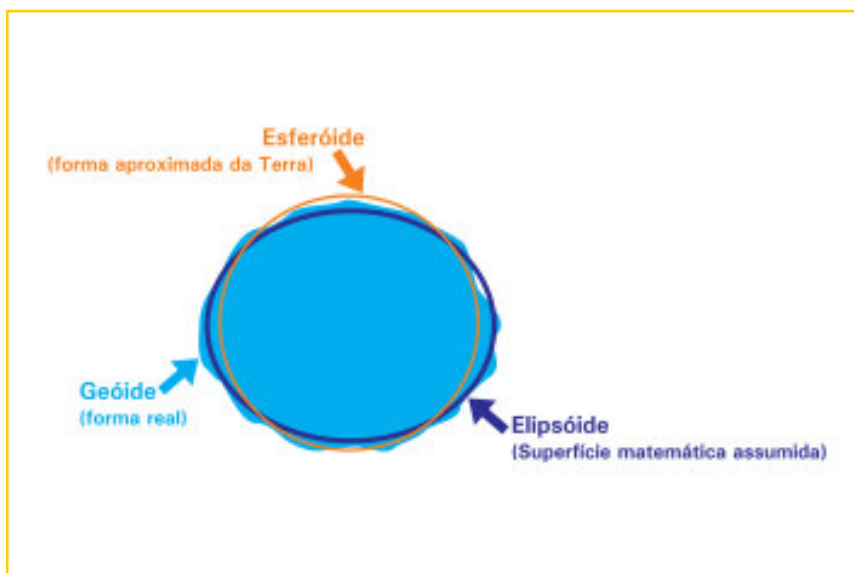 Esferóide
(forma aproximada da Terra)
Geóide
(forma real)
Elipsóide
(Superfície matemática assumida)